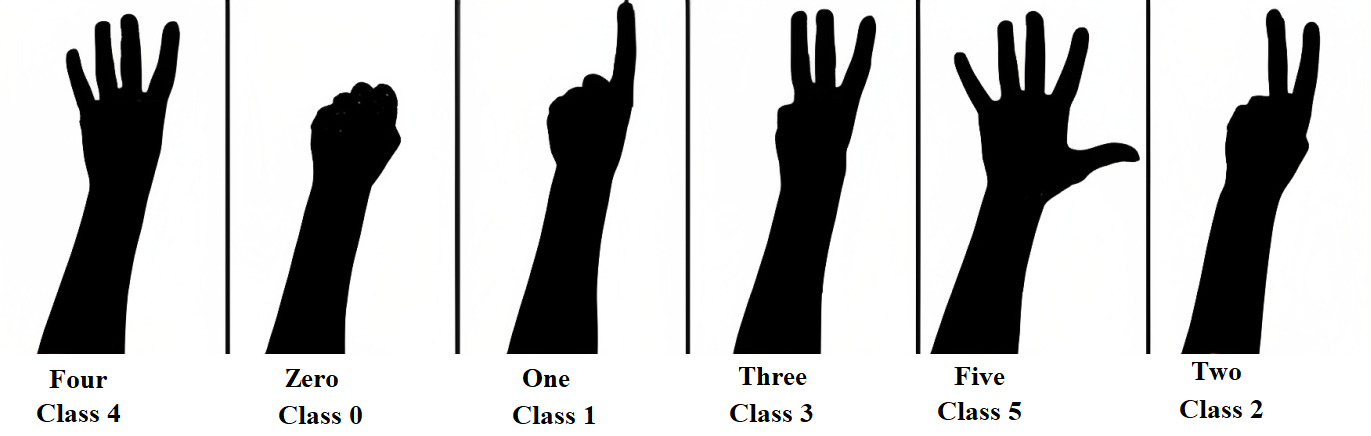 Four
Class 4
Zero
Class 0
One
Class 1
Three
Class 3
Five
Class 5
Two
Class 2